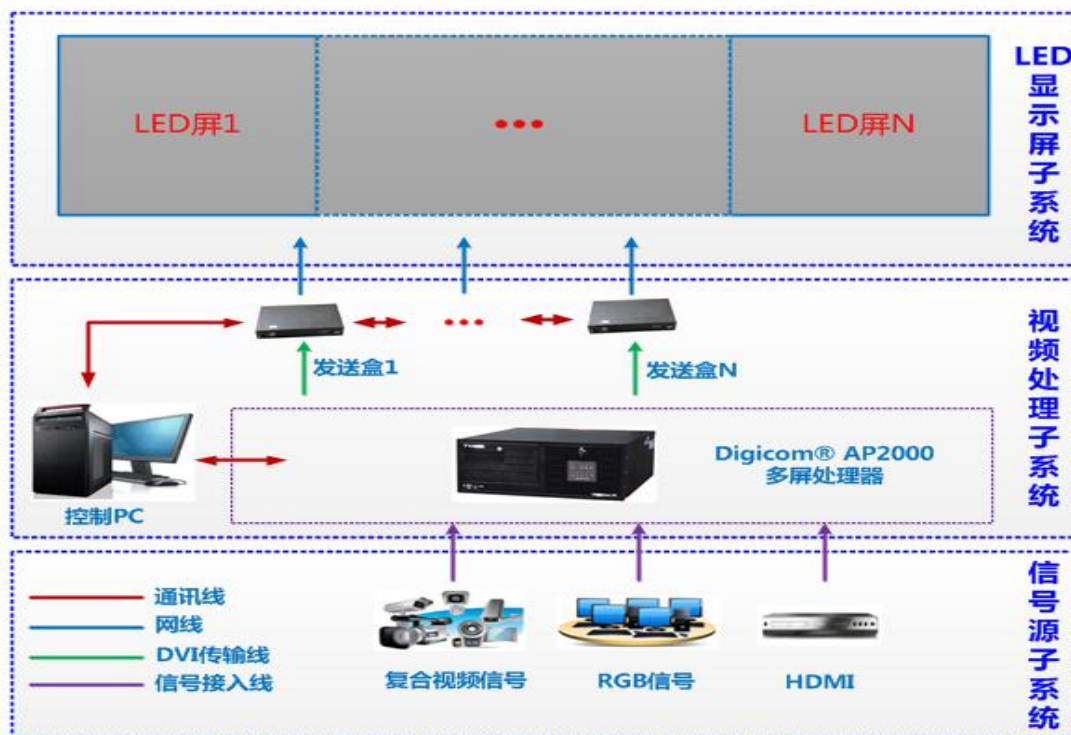 LED显示屏子系统
LED屏1
•••
LED屏N
视频处理子系统
•••
发送盒1
发送盒N
Digicom® AP2000
多屏处理器
控制PC
信号源子系统
通讯线
网线
DVI传输线
信号接入线
复合视频信号
RGB信号
HDMI